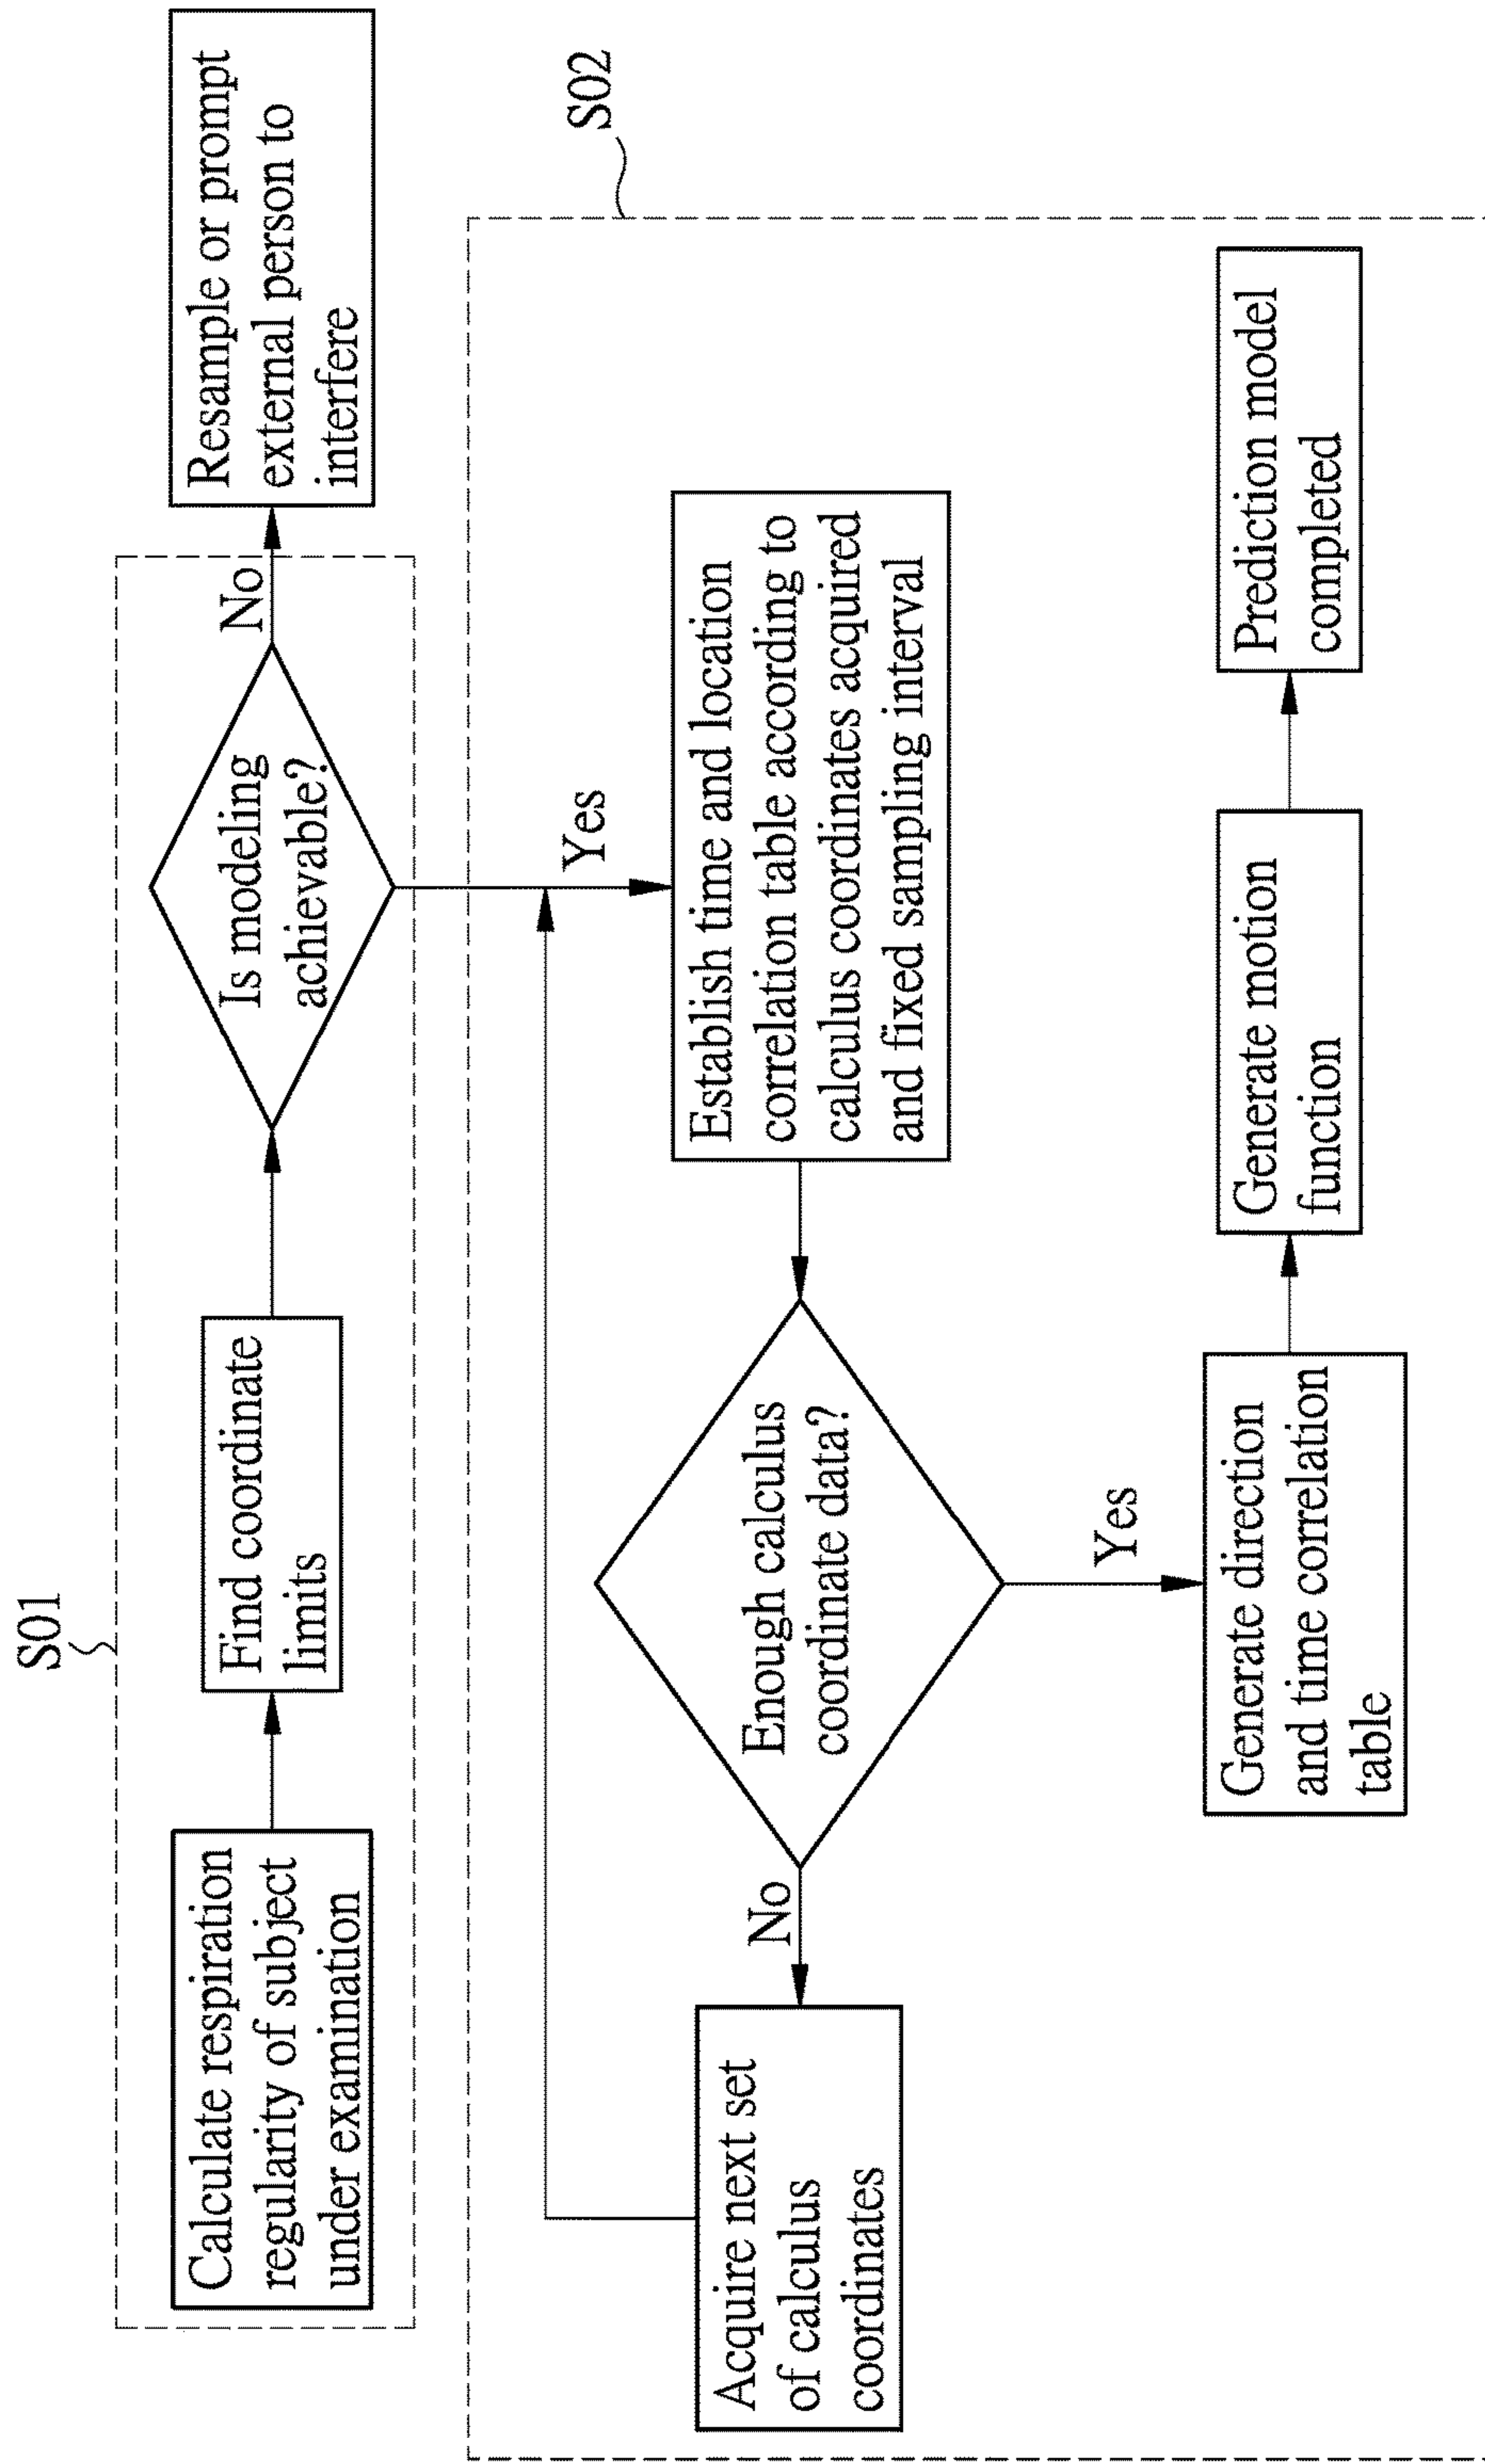 S01
Calculate respiration
regularity of subject
under examination
Find coordinate
limits
Is modeling
achievable?
No
Resample or prompt
external person to
interfere
Yes
S02
Establish time and location
correlation table according to
calculus coordinates acquired
and fixed sampling interval
Enough calculus
coordinate data?
No
Acquire next set
of calculus
coordinates
Yes
Generate direction
and time correlation
table
Generate motion
function
Prediction model
completed